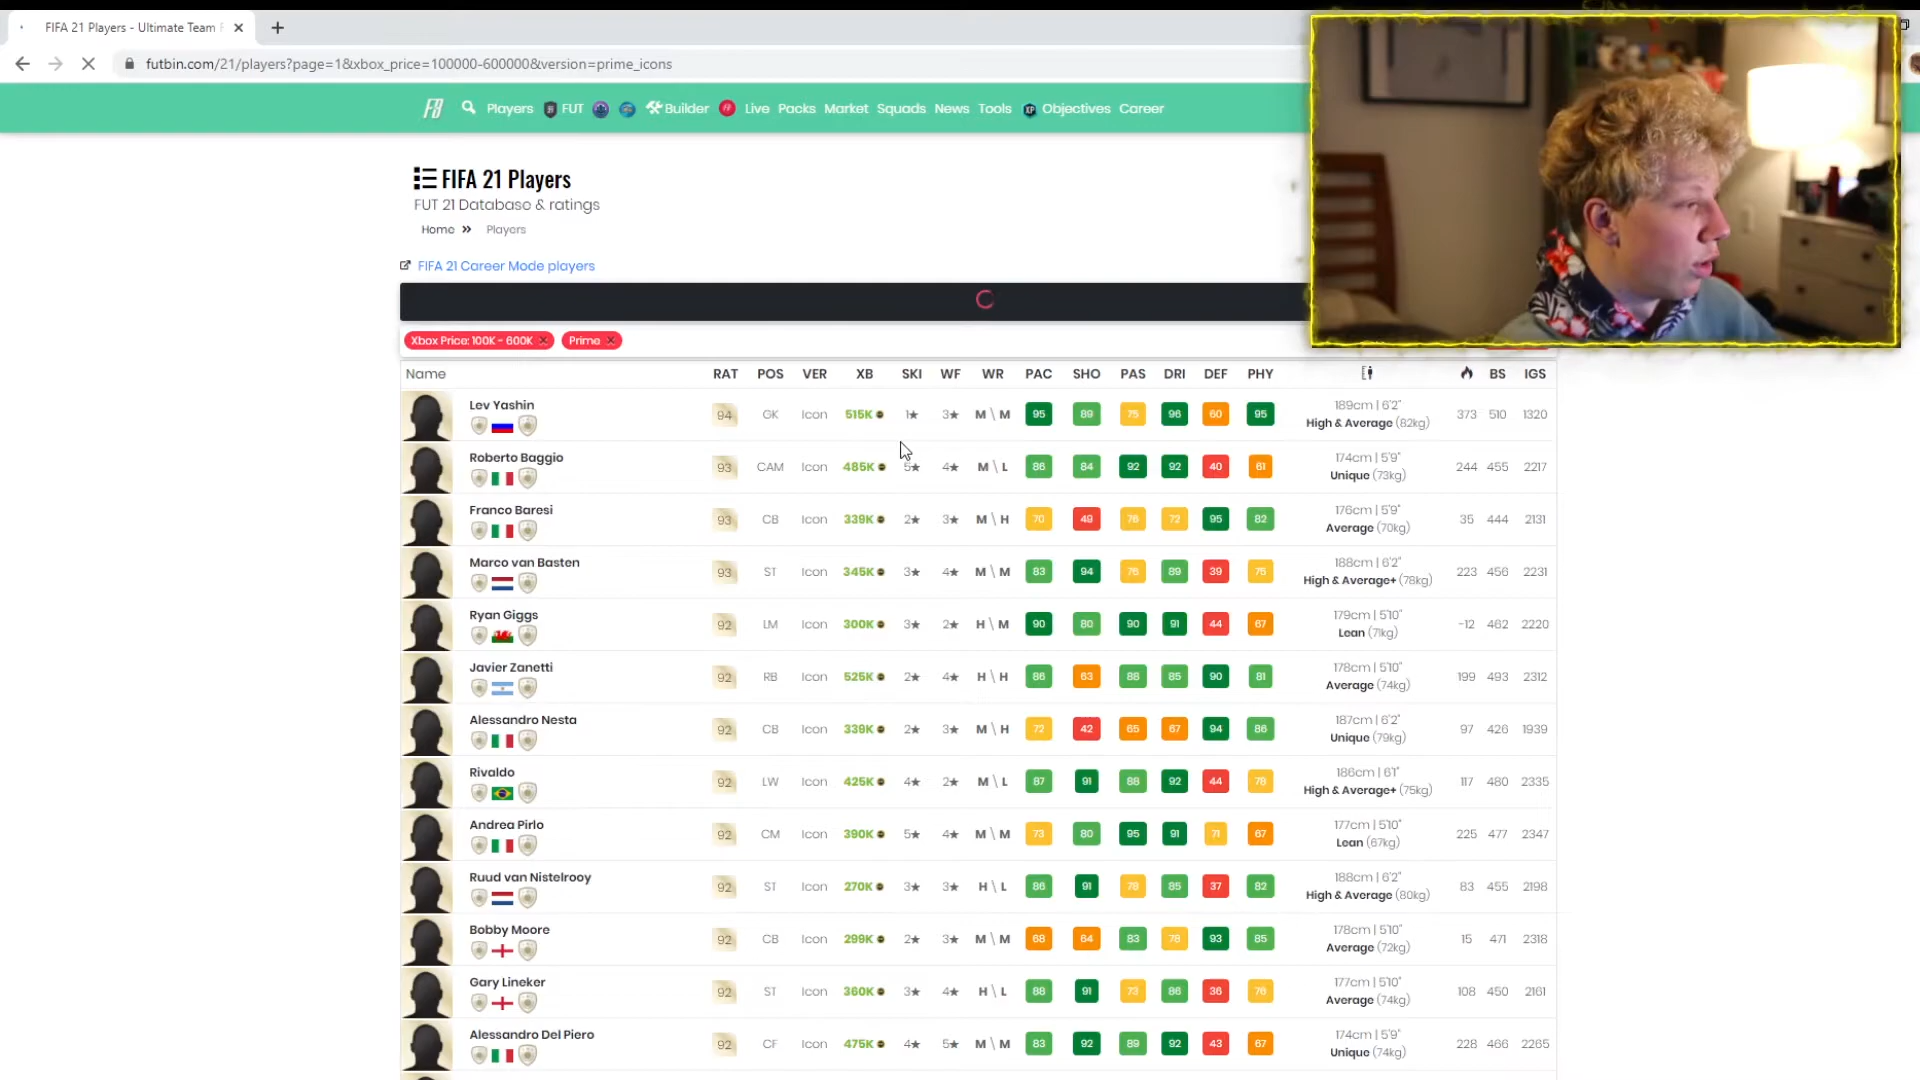 FIFA 21 Players - Ultimate Team
futbin.com/21/players?page=1&xbox_price=100000-600000&version=prime_icons
Players FUT Builder Live Packs Market Squads News Tools Objectives Career
FIFA 21 Players
FUT 21 Database & ratings
Home » Players
FIFA 21 Career Mode players
Xbox Price: 100K - 600K × Prime ×
Name RAT POS VER XB SKI WF WR PAC SHO PAS DRI DEF PHY BS IGS
Lev Yashin 94 GK Icon 515K 1★ 3★ M \ M 95 89 75 96 60 95 189cm | 6'2" High & Average (82kg) 373 510 1320
Roberto Baggio 93 CAM Icon 485K 5★ 4★ M \ L 86 84 92 92 40 61 174cm | 5'9" Unique (73kg) 244 455 2217
Franco Baresi 93 CB Icon 339K 2★ 3★ M \ H 70 49 76 72 95 82 176cm | 5'9" Average (70kg) 35 444 2131
Marco van Basten 93 ST Icon 345K 3★ 4★ M \ M 83 94 76 89 39 75 188cm | 6'2" High & Average+ (78kg) 223 456 2231
Ryan Giggs 92 LM Icon 300K 3★ 2★ H \ M 90 80 90 91 44 67 179cm | 5'10" Lean (71kg) -12 462 2220
Javier Zanetti 92 RB Icon 525K 2★ 4★ H \ H 86 63 88 85 90 81 178cm | 5'10" Average (74kg) 199 493 2312
Alessandro Nesta 92 CB Icon 339K 2★ 3★ M \ H 72 42 65 67 94 86 187cm | 6'2" Unique (79kg) 97 426 1939
Rivaldo 92 LW Icon 425K 4★ 2★ M \ L 87 91 88 92 44 78 186cm | 6'1" High & Average+ (75kg) 117 480 2335
Andrea Pirlo 92 CM Icon 390K 5★ 4★ M \ M 73 80 95 91 71 67 177cm | 5'10" Lean (67kg) 225 477 2347
Ruud van Nistelrooy 92 ST Icon 270K 3★ 3★ H \ L 86 91 78 85 37 82 188cm | 6'2" High & Average (80kg) 83 455 2198
Bobby Moore 92 CB Icon 299K 2★ 3★ M \ M 68 64 83 78 93 85 178cm | 5'10" Average (72kg) 15 471 2318
Gary Lineker 92 ST Icon 360K 3★ 4★ H \ L 88 91 73 86 36 76 177cm | 5'10" Average (74kg) 108 450 2161
Alessandro Del Piero 92 CF Icon 475K 4★ 5★ M \ M 83 92 89 92 43 67 174cm | 5'9" Unique (74kg) 228 466 2265